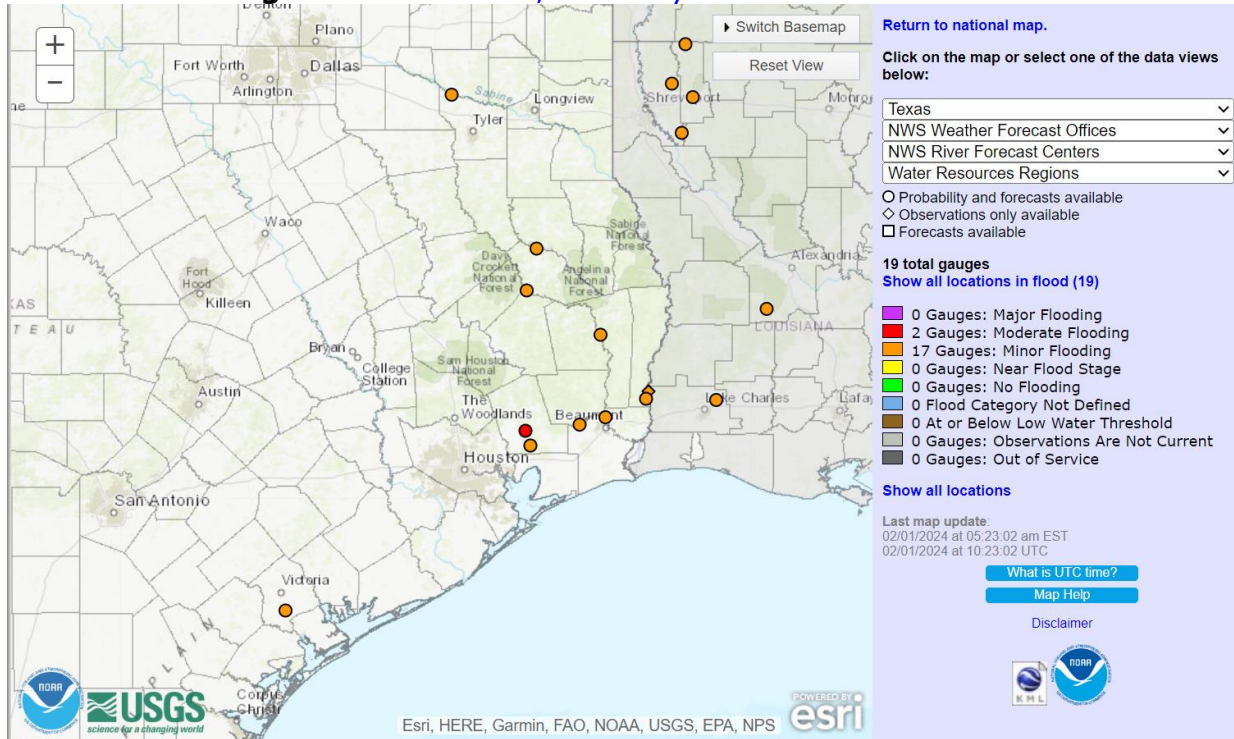 Denton
Plano
Fort Worth
Dallas
Arlington
Sabine
Longview
Shreveport
Monro
Tyler
Waco
Sabine
National
Forest
Davy
Crockett
National
Forest
Angelina
National
Forest
Alexandria
Fort
Hood
Killeen
XAS
TEAU
LOUISIANA
Bryan
College
Station
Sam Houston
National
Forest
Austin
The
Woodlands
Beaumont
Lake Charles
Lafa
Houston
San Antonio
Victoria
PLAIN
Corpus
Christi
+
−
Switch Basemap
Reset View
NOAA
USGS
science for a changing world
Esri, HERE, Garmin, FAO, NOAA, USGS, EPA, NPS
POWERED BY
esri
Return to national map.
Click on the map or select one of the data views
below:
Texas
NWS Weather Forecast Offices
NWS River Forecast Centers
Water Resources Regions
Probability and forecasts available
Observations only available
Forecasts available
19 total gauges
Show all locations in flood (19)
0 Gauges: Major Flooding
2 Gauges: Moderate Flooding
17 Gauges: Minor Flooding
0 Gauges: Near Flood Stage
0 Gauges: No Flooding
0 Flood Category Not Defined
0 At or Below Low Water Threshold
0 Gauges: Observations Are Not Current
0 Gauges: Out of Service
Show all locations
Last map update:
02/01/2024 at 05:23:02 am EST
02/01/2024 at 10:23:02 UTC
What is UTC time?
Map Help
Disclaimer
KML
NOAA